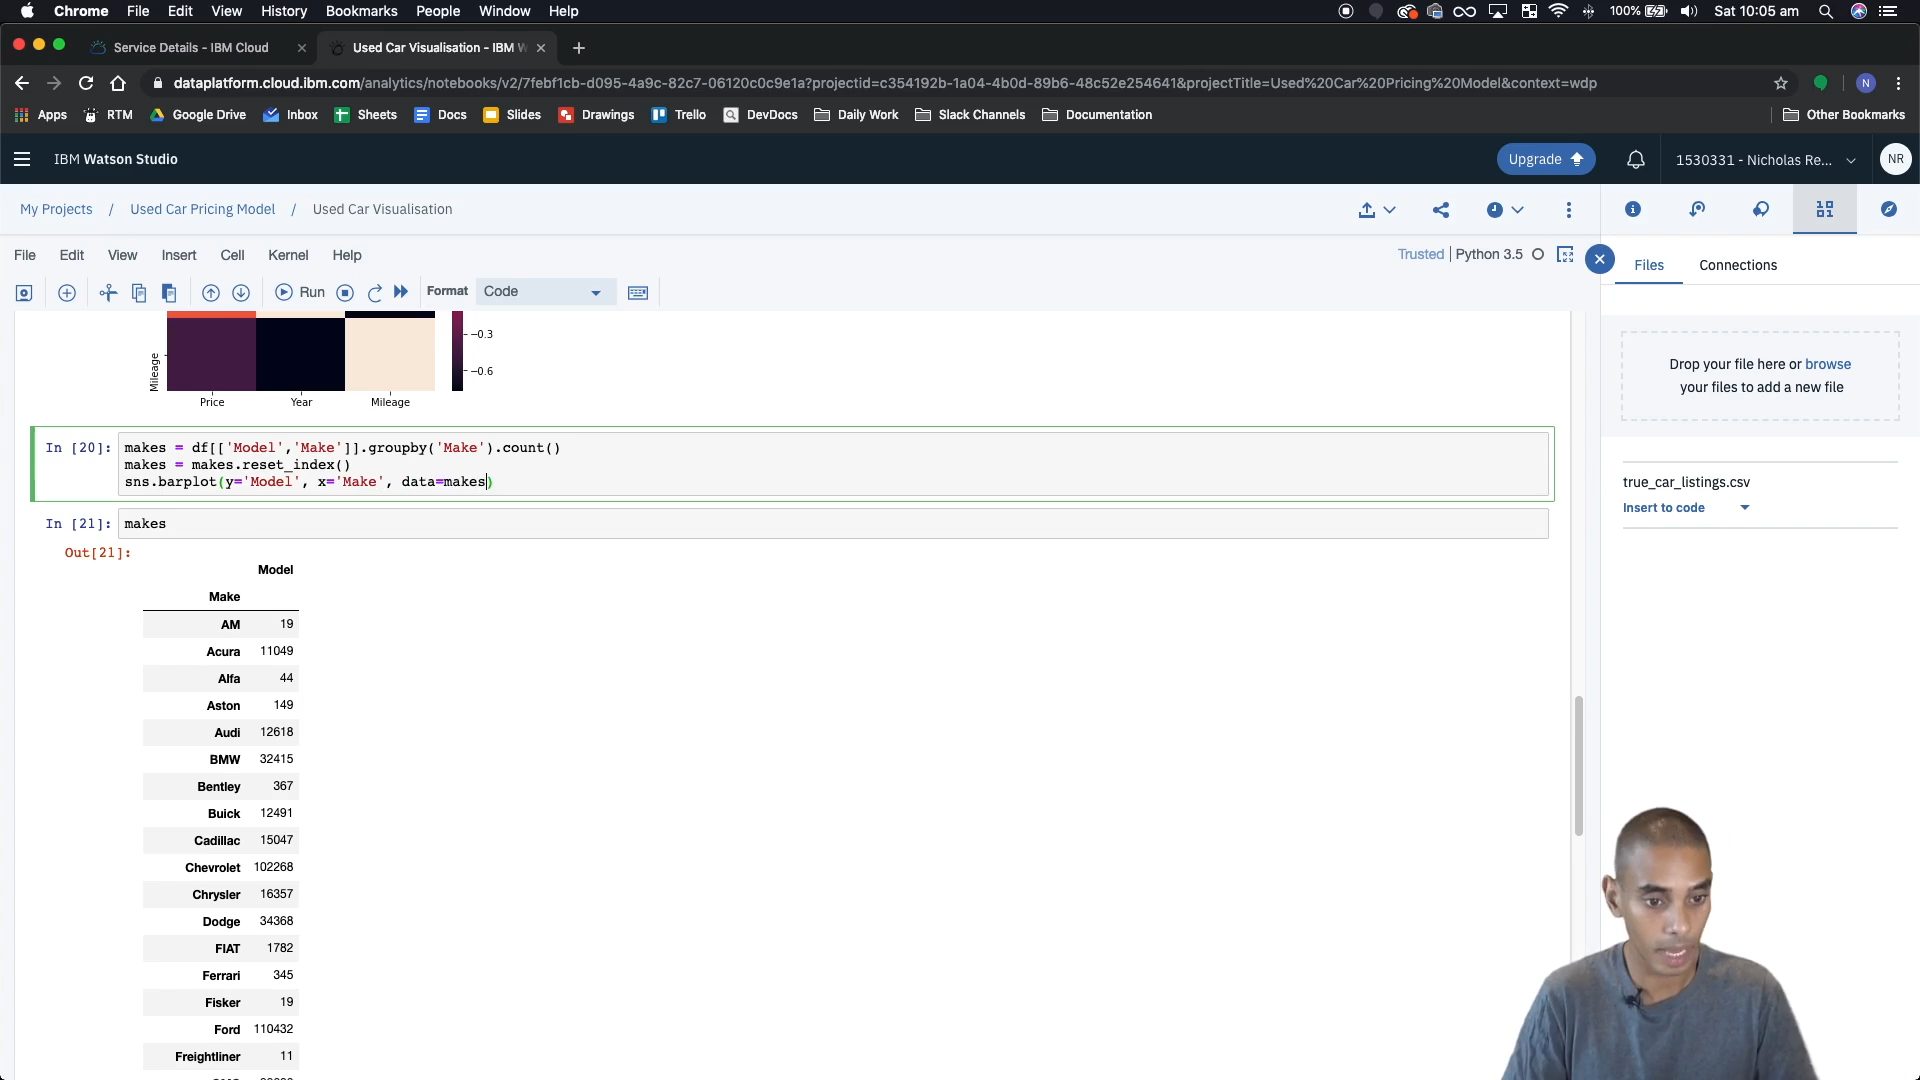 Chrome File Edit View History Bookmarks People Window Help 100% Sat 10:05 am
Service Details - IBM Cloud Used Car Visualisation - IBM W
dataplatform.cloud.ibm.com/analytics/notebooks/v2/7febf1cb-d095-4a9c-82c7-06120c0c9e1a?projectid=c354192b-1a04-4b0d-89b6-48c52e254641&projectTitle=Used%20Car%20Pricing%20Model&context=wdp N
Apps RTM Google Drive Inbox Sheets Docs Slides Drawings Trello DevDocs Daily Work Slack Channels Documentation Other Bookmarks
IBM Watson Studio Upgrade 1530331 - Nicholas Re... NR
My Projects / Used Car Pricing Model / Used Car Visualisation
File Edit View Insert Cell Kernel Help Trusted Python 3.5
Files Connections
Run Format Code
−0.3
−0.6
Mileage
Price Year Mileage
Drop your file here or browse
your files to add a new file
In [20]: makes = df[['Model','Make']].groupby('Make').count()
makes = makes.reset_index()
sns.barplot(y='Model', x='Make', data=makes)
true_car_listings.csv
Insert to code
In [21]: makes
Out[21]:
Model
Make
AM 19
Acura 11049
Alfa 44
Aston 149
Audi 12618
BMW 32415
Bentley 367
Buick 12491
Cadillac 15047
Chevrolet 102268
Chrysler 16357
Dodge 34368
FIAT 1782
Ferrari 345
Fisker 19
Ford 110432
Freightliner 11